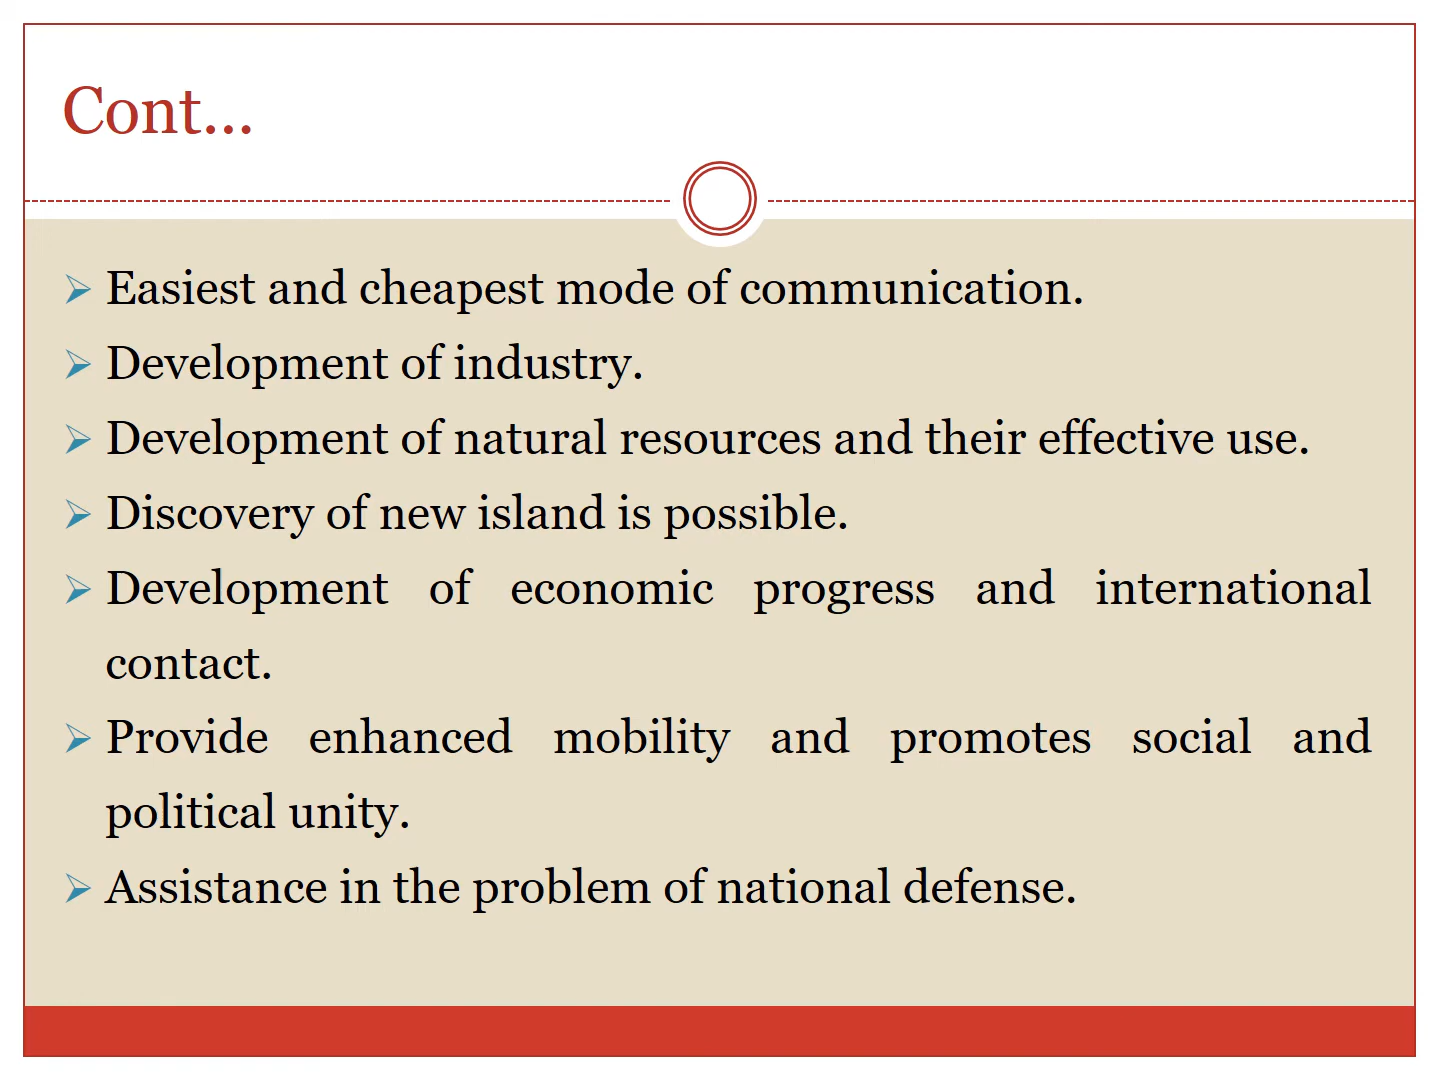 Cont...
➢ Easiest and cheapest mode of communication.
➢ Development of industry.
➢ Development of natural resources and their effective use.
➢ Discovery of new island is possible.
➢ Development of economic progress and international
contact.
➢ Provide enhanced mobility and promotes social and
political unity.
➢ Assistance in the problem of national defense.